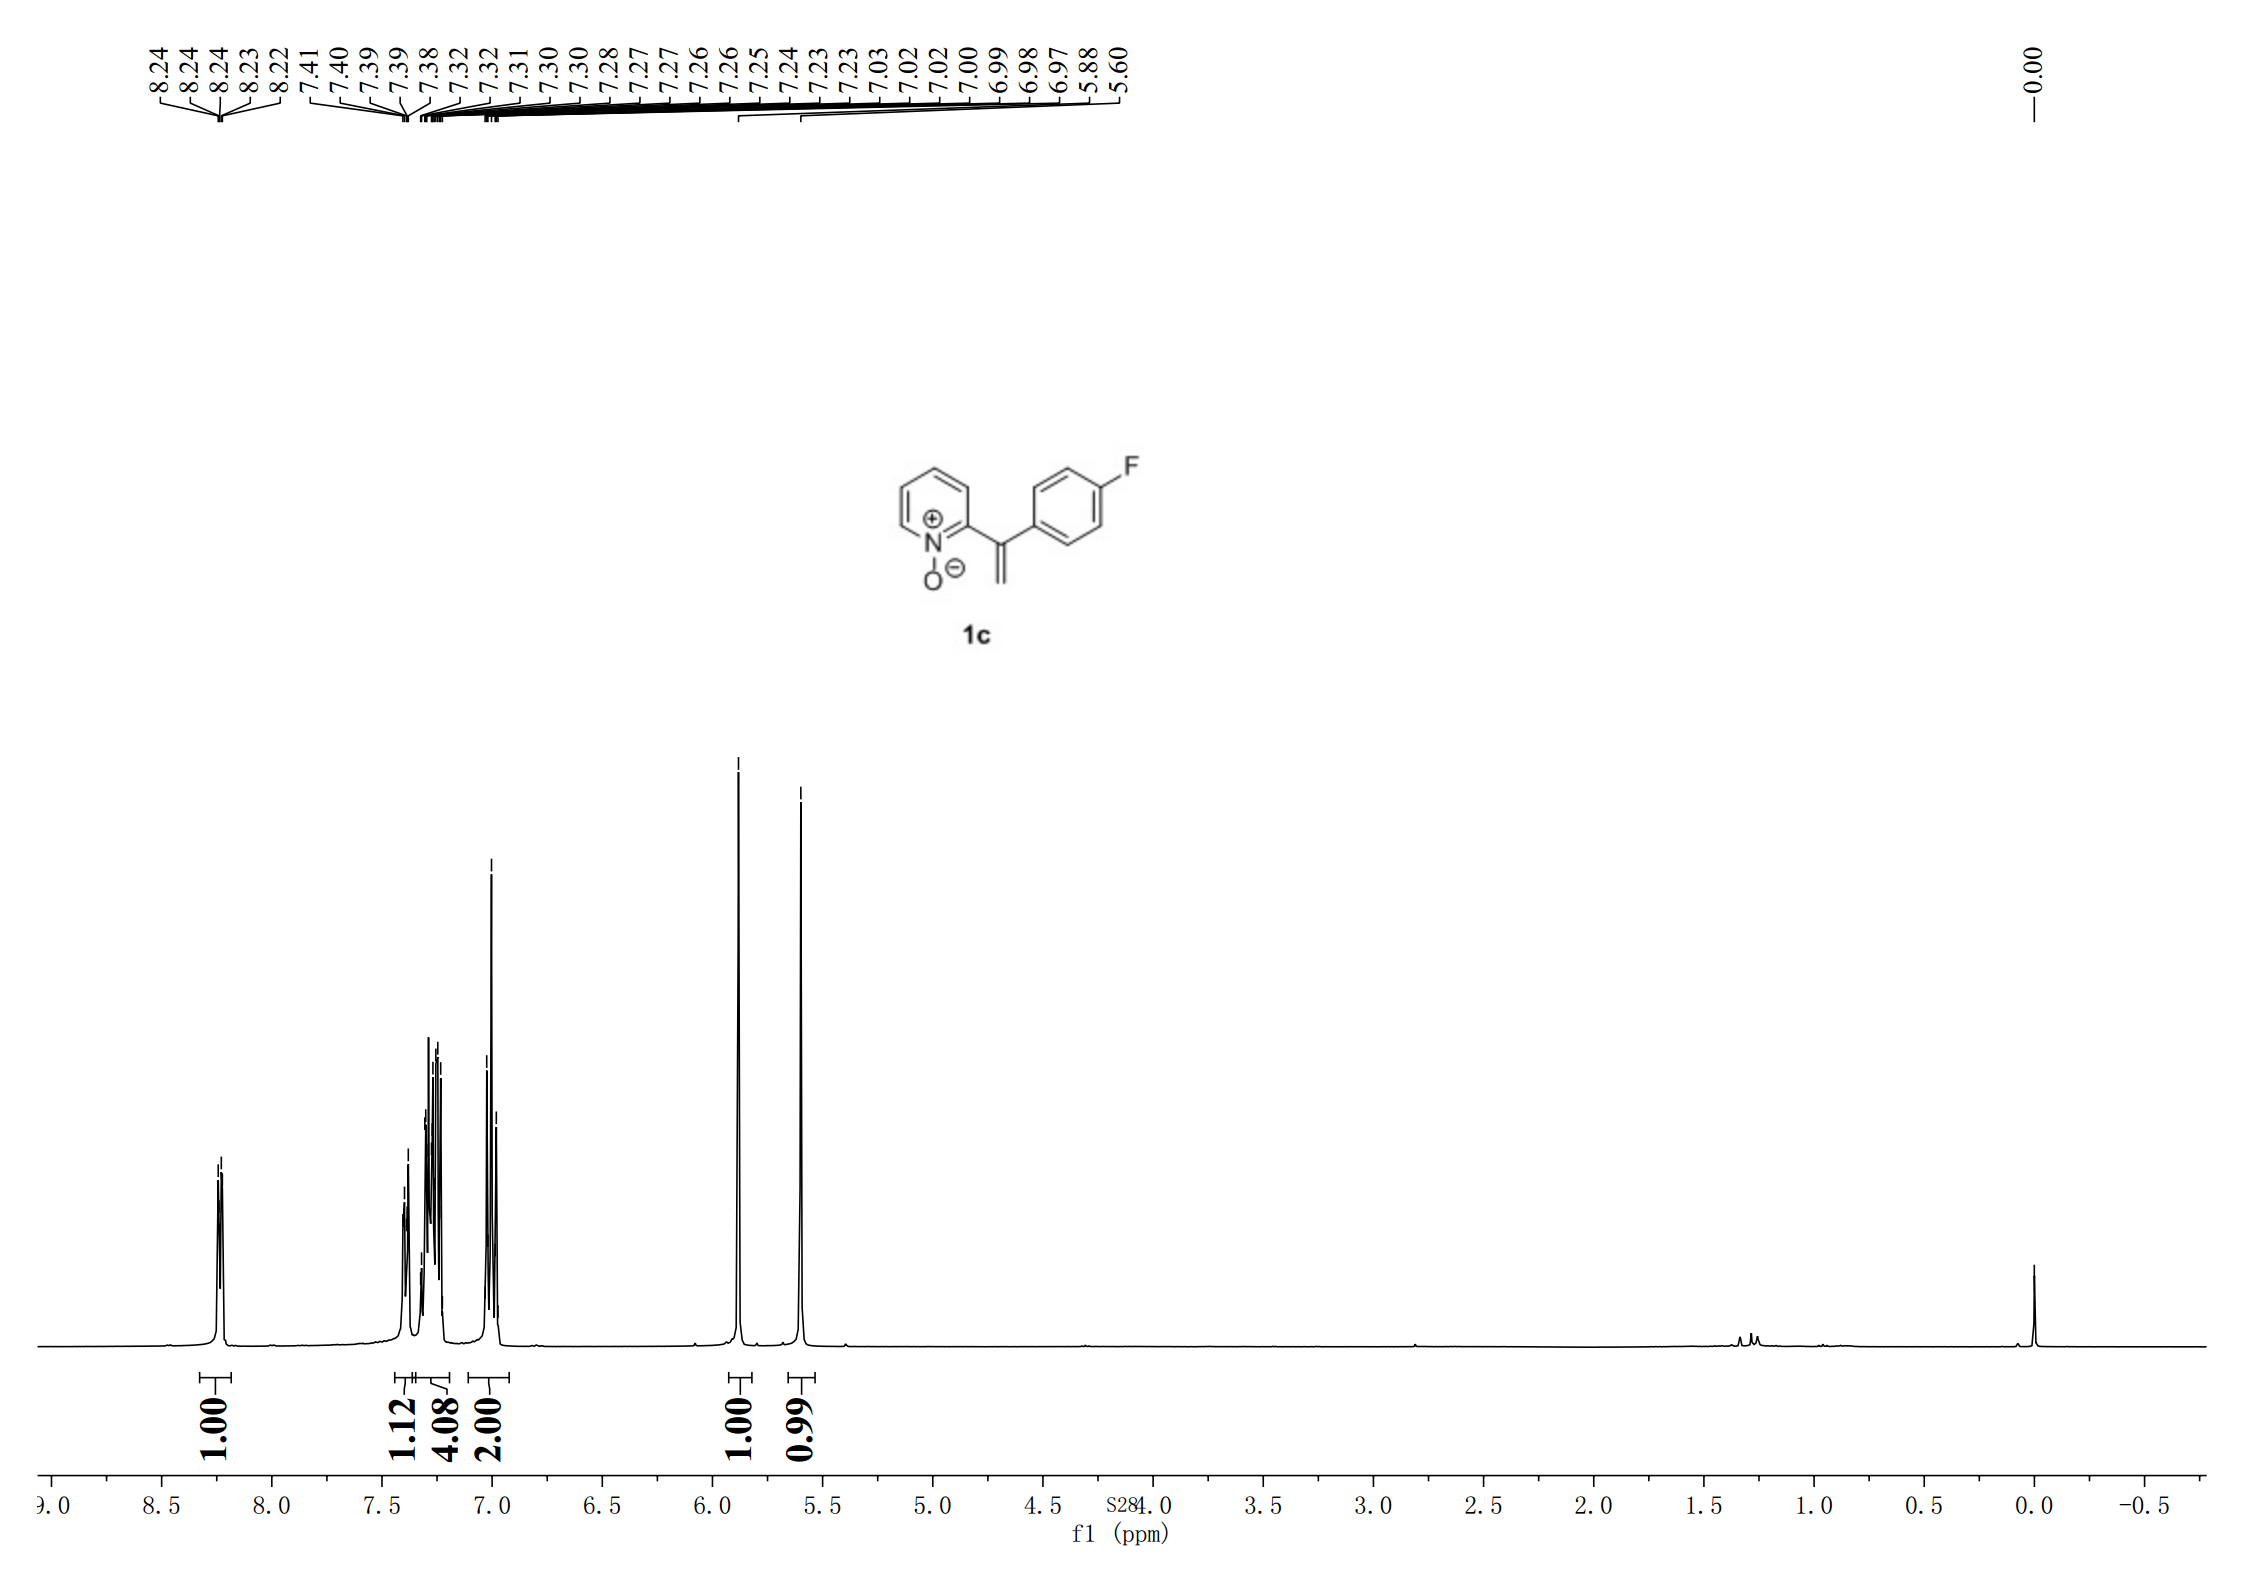 8.24 8.24 8.24 8.23 8.22 7.41 7.40 7.39 7.39 7.38 7.32 7.32 7.31 7.30 7.30 7.28 7.27 7.27 7.26 7.26 7.25 7.24 7.23 7.23 7.03 7.02 7.02 7.00 6.99 6.98 6.97 5.88 5.60 -0.00
F
N
⊕
O
⊖
1c
1.00 1.12 4.08 2.00 1.00 0.99
9.0 8.5 8.0 7.5 7.0 6.5 6.0 5.5 5.0 4.5 4.0 3.5 3.0 2.5 2.0 1.5 1.0 0.5 0.0 -0.5
S28
f1 (ppm)